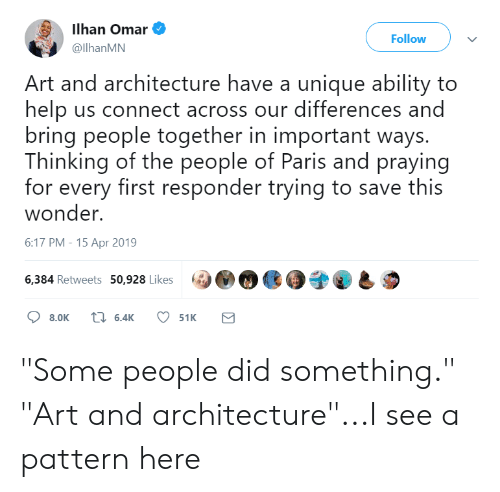 Ilhan Omar
@IlhanMN
Follow
Art and architecture have a unique ability to
help us connect across our differences and
bring people together in important ways.
Thinking of the people of Paris and praying
for every first responder trying to save this
wonder.
6:17 PM - 15 Apr 2019
6,384 Retweets 50,928 Likes
8.0K 6.4K 51K
"Some people did something."
"Art and architecture"...I see a
pattern here